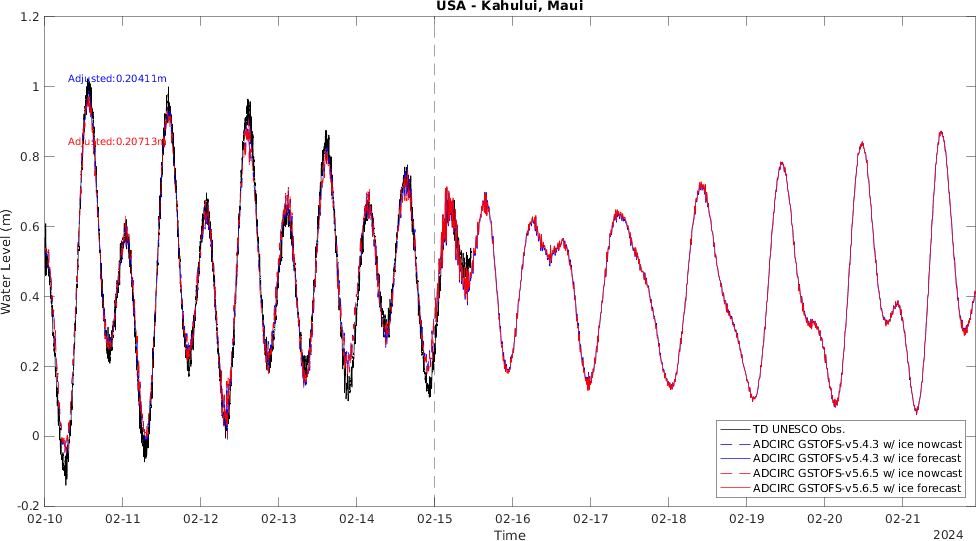 USA - Kahului, Maui
1.2
1
0.8
0.6
0.4
0.2
0
-0.2
Water Level (m)
Adjusted:0.20411m
Adjusted:0.20713m
TD UNESCO Obs.
ADCIRC GSTOFS-v5.4.3 w/ ice nowcast
ADCIRC GSTOFS-v5.4.3 w/ ice forecast
ADCIRC GSTOFS-v5.6.5 w/ ice nowcast
ADCIRC GSTOFS-v5.6.5 w/ ice forecast
02-10 02-11 02-12 02-13 02-14 02-15 02-16 02-17 02-18 02-19 02-20 02-21
Time
2024